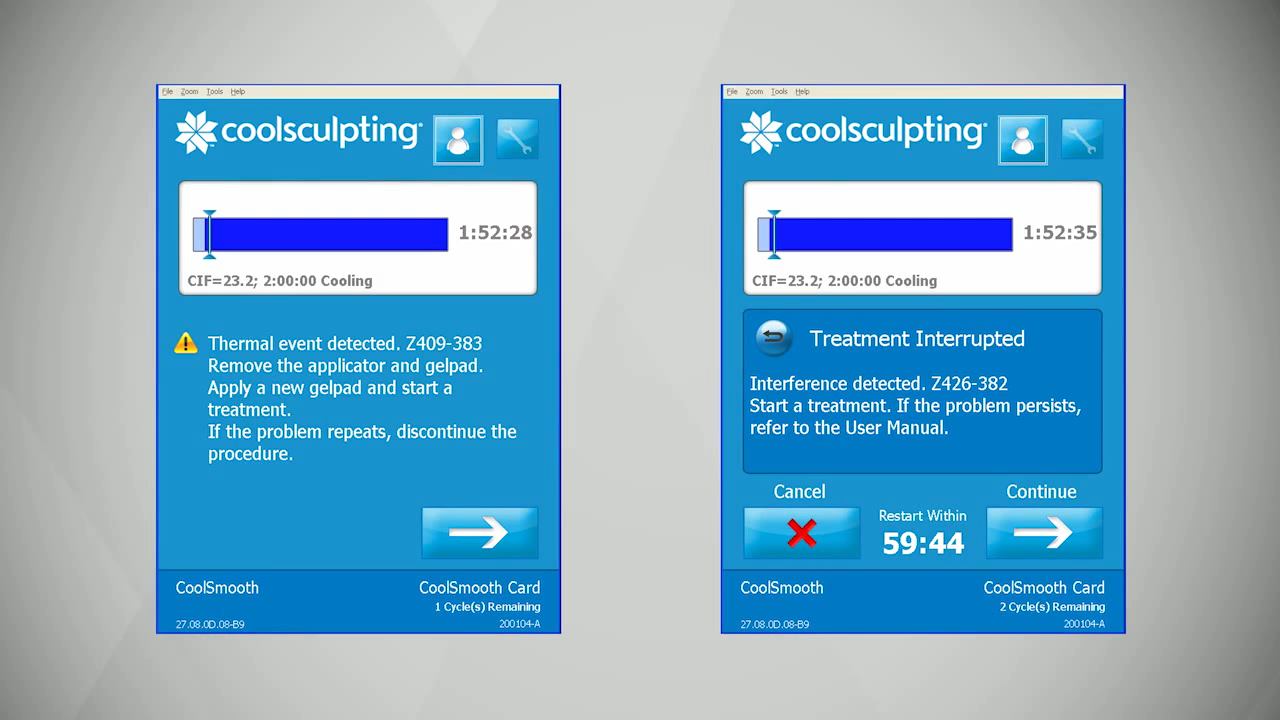 File Zoom Tools Help
coolsculpting®
1:52:28
CIF=23.2; 2:00:00 Cooling
Thermal event detected. Z409-383
Remove the applicator and gelpad.
Apply a new gelpad and start a
treatment.
If the problem repeats, discontinue the
procedure.
CoolSmooth CoolSmooth Card
1 Cycle(s) Remaining
27.08.0D.08-B9 200104-A
File Zoom Tools Help
coolsculpting®
1:52:35
CIF=23.2; 2:00:00 Cooling
Treatment Interrupted
Interference detected. Z426-382
Start a treatment. If the problem persists,
refer to the User Manual.
Cancel Continue
Restart Within
59:44
CoolSmooth CoolSmooth Card
2 Cycle(s) Remaining
27.08.0D.08-B9 200104-A